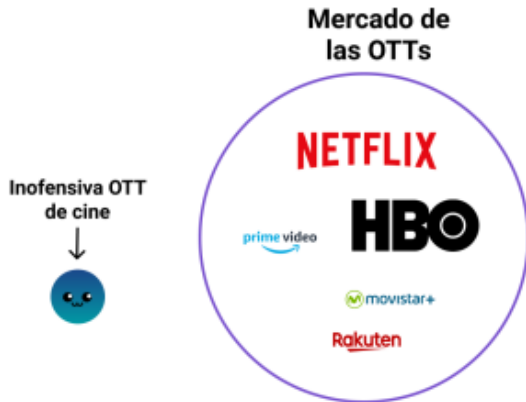 Mercado de
las OTTs
NETFLIX
Inofensiva OTT
de cine
HBO
prime video
movistar+
Rakuten